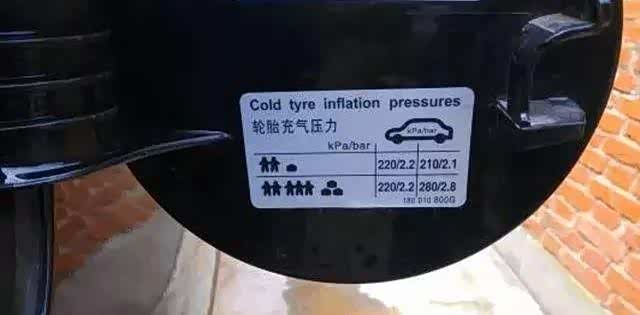 Cold tyre inflation pressures
轮胎充气压力
kPa/bar
kPa/bar
220/2.2 210/2.1
220/2.2 280/2.8
180 010 800G